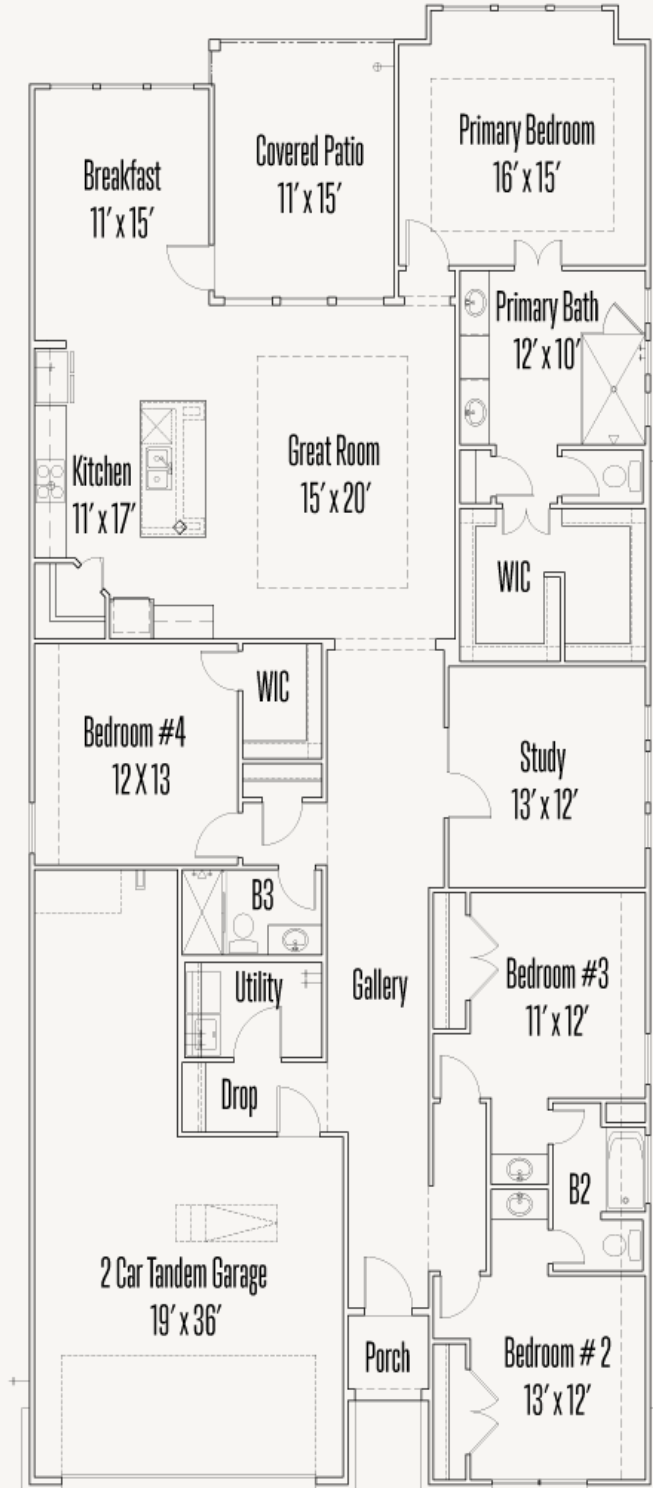 Primary Bedroom
16′ x 15′
Covered Patio
11′ x 15′
Breakfast
11′ x 15′
Primary Bath
12′ x 10′
Great Room
15′ x 20′
Kitchen
11′ x 17′
WIC
WIC
Bedroom #4
12 X 13
Study
13′ x 12′
B3
Utility
Gallery
Bedroom #3
11′ x 12′
Drop
B2
2 Car Tandem Garage
19′ x 36′
Porch
Bedroom # 2
13′ x 12′